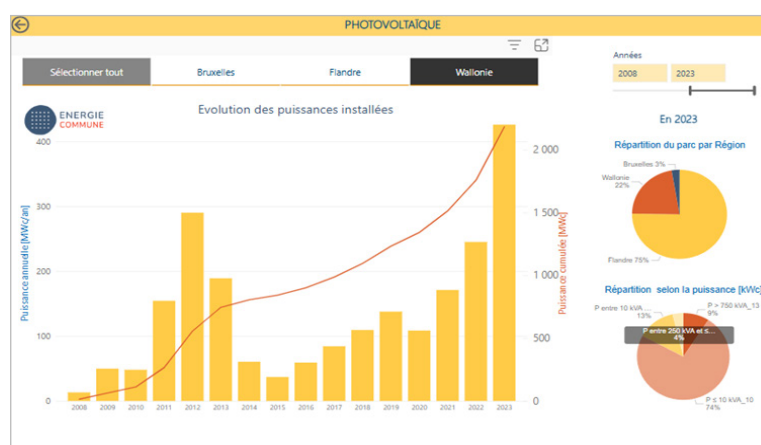 PHOTOVOLTAÏQUE
Sélectionner tout
Bruxelles
Flandre
Wallonie
Années
2008
2023
ENERGIE
COMMUNE
Evolution des puissances installées
Puissance annuelle [MWc/an]
400
300
200
100
0
2 000
1 500
1 000
500
0
Puissance cumulée [MWc]
2008 2009 2010 2011 2012 2013 2014 2015 2016 2017 2018 2019 2020 2021 2022 2023
En 2023
Répartition du parc par Région
Bruxelles 3%
Wallonie
22%
Flandre 75%
Répartition selon la puissance [kWc]
P entre 10 kVA ...
13%
P > 750 kVA_13
9%
P entre 250 kVA et ≤...
4%
P ≤ 10 kVA_10
74%